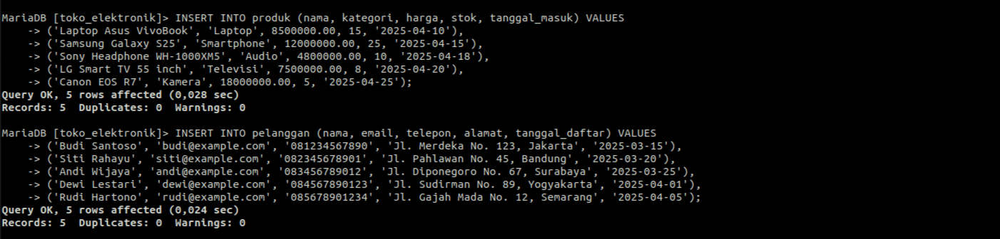 MariaDB [toko_elektronik]> INSERT INTO produk (nama, kategori, harga, stok, tanggal_masuk) VALUES
    -> ('Laptop Asus VivoBook', 'Laptop', 8500000.00, 15, '2025-04-10'),
    -> ('Samsung Galaxy S25', 'Smartphone', 12000000.00, 25, '2025-04-15'),
    -> ('Sony Headphone WH-1000XM5', 'Audio', 4800000.00, 10, '2025-04-18'),
    -> ('LG Smart TV 55 inch', 'Televisi', 7500000.00, 8, '2025-04-20'),
    -> ('Canon EOS R7', 'Kamera', 18000000.00, 5, '2025-04-25');
Query OK, 5 rows affected (0,028 sec)
Records: 5  Duplicates: 0  Warnings: 0
MariaDB [toko_elektronik]> INSERT INTO pelanggan (nama, email, telepon, alamat, tanggal_daftar) VALUES
    -> ('Budi Santoso', 'budi@example.com', '081234567890', 'Jl. Merdeka No. 123, Jakarta', '2025-03-15'),
    -> ('Siti Rahayu', 'siti@example.com', '082345678901', 'Jl. Pahlawan No. 45, Bandung', '2025-03-20'),
    -> ('Andi Wijaya', 'andi@example.com', '083456789012', 'Jl. Diponegoro No. 67, Surabaya', '2025-03-25'),
    -> ('Dewi Lestari', 'dewi@example.com', '084567890123', 'Jl. Sudirman No. 89, Yogyakarta', '2025-04-01'),
    -> ('Rudi Hartono', 'rudi@example.com', '085678901234', 'Jl. Gajah Mada No. 12, Semarang', '2025-04-05');
Query OK, 5 rows affected (0,024 sec)
Records: 5  Duplicates: 0  Warnings: 0